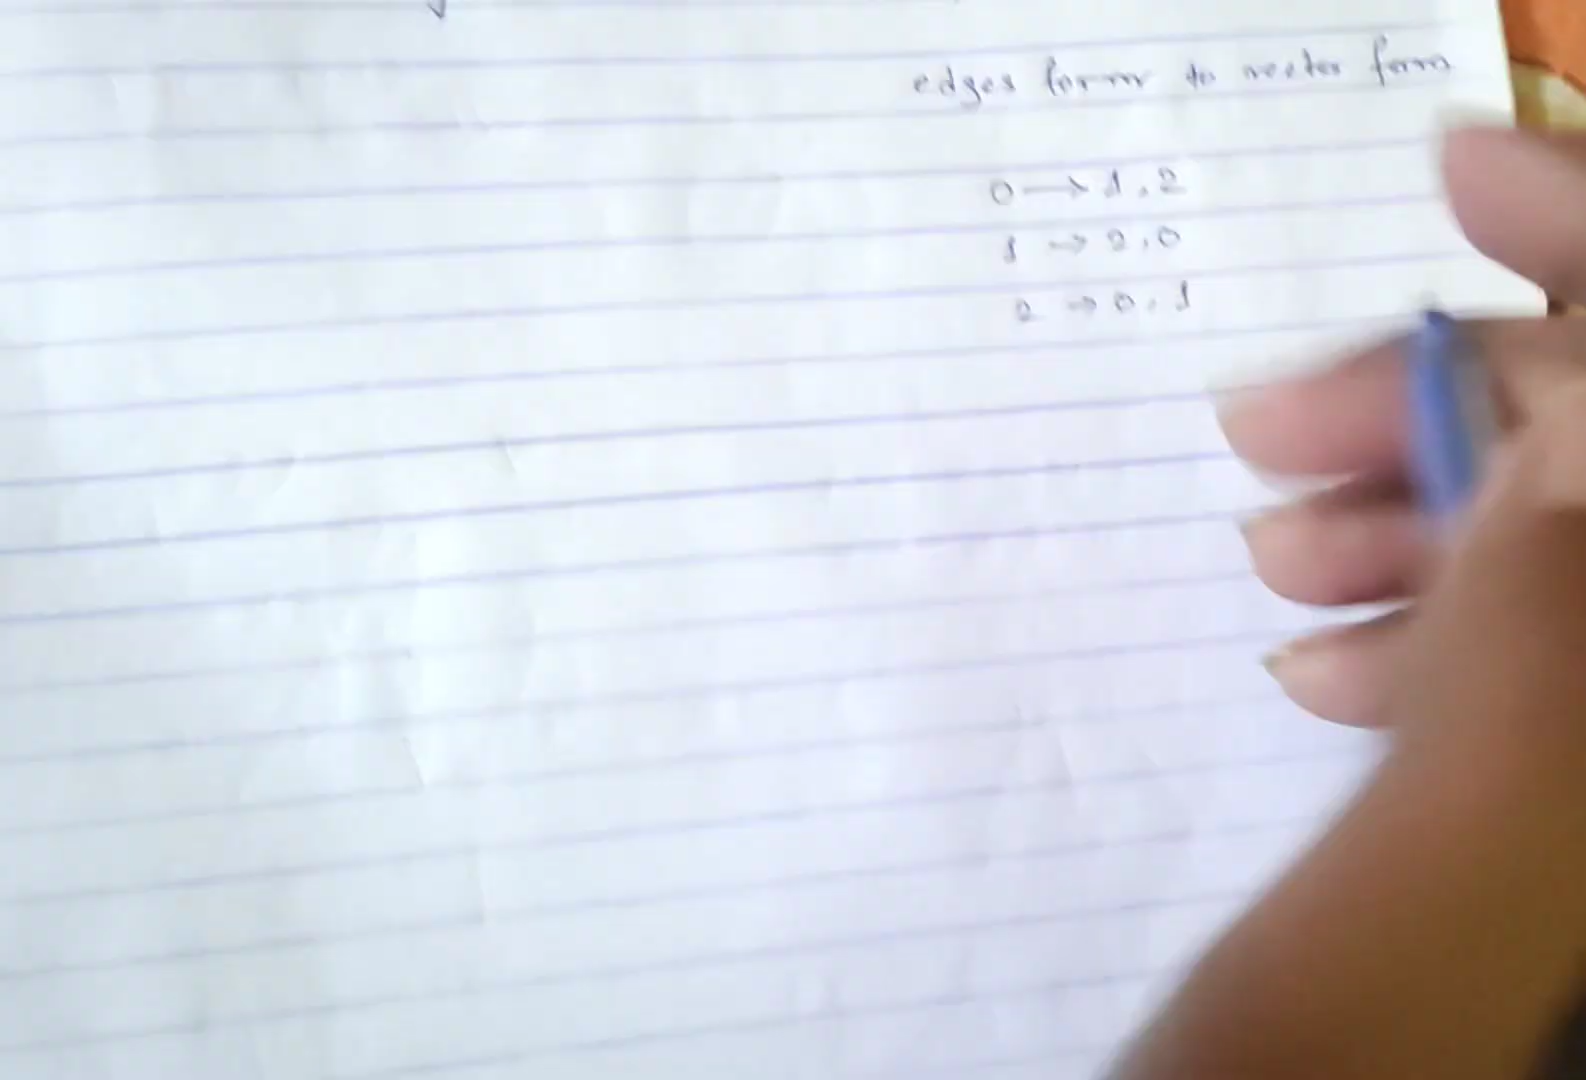 edges form to vector form
0 → 1, 2
1 → 2, 0
2 → 0, 1